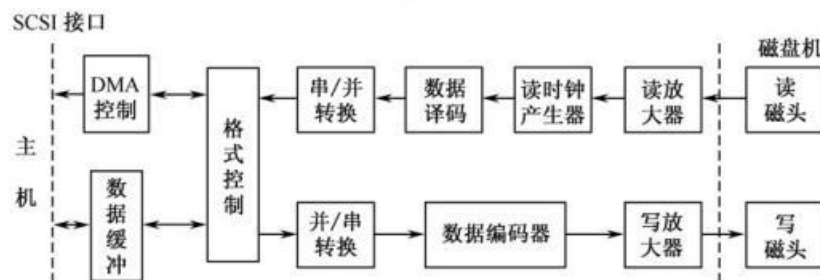 SCSI 接口
磁盘机
DMA
控制
串/并
转换
数据
译码
读时钟
产生器
读放
大器
读
磁头
主
机
格
式
控
制
数
据
缓
冲
并/串
转换
数据编码器
写放
大器
写
磁头